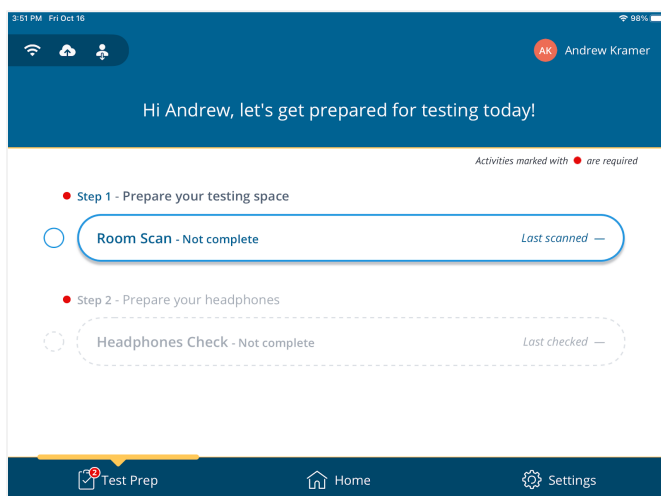 3:51 PM Fri Oct 16
98%
AK Andrew Kramer
Hi Andrew, let's get prepared for testing today!
Activities marked with ● are required
Step 1 - Prepare your testing space
Room Scan - Not complete
Last scanned —
Step 2 - Prepare your headphones
Headphones Check - Not complete
Last checked —
2
Test Prep
Home
Settings